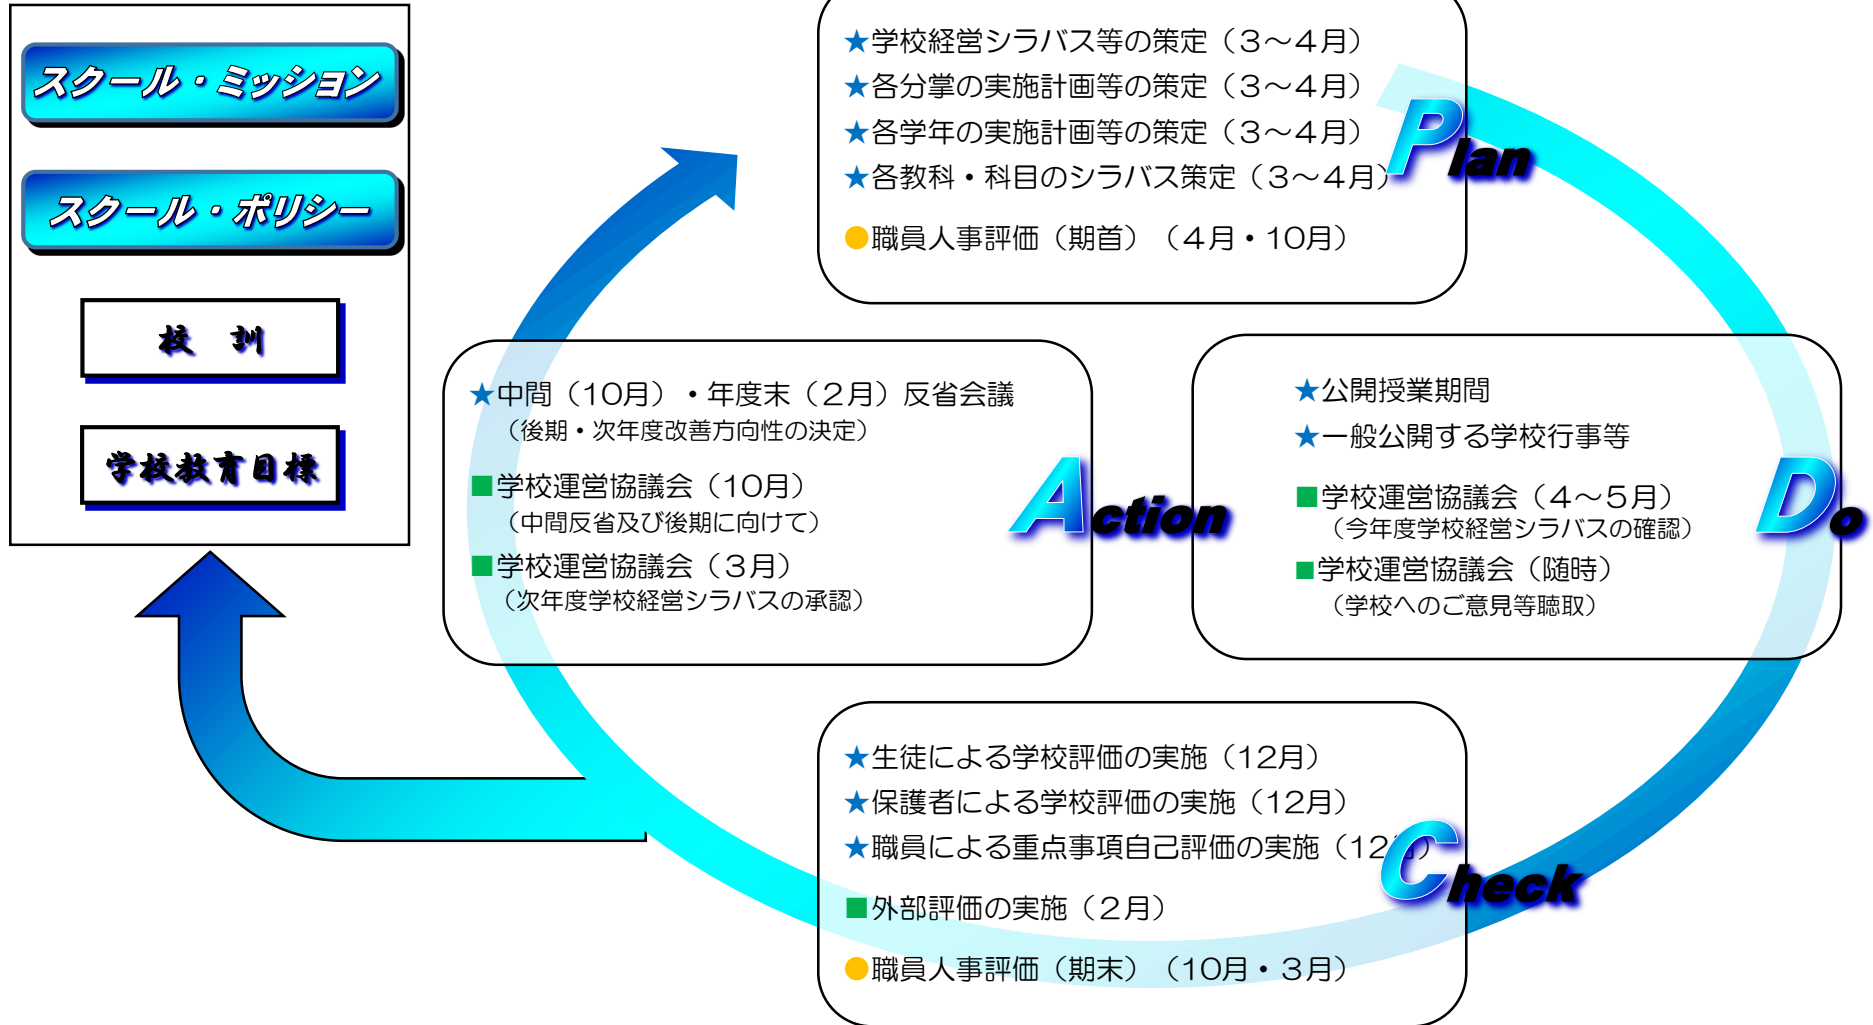 スクール・ミッション
スクール・ポリシー
校　訓
学校教育目標
★学校経営シラバス等の策定（３～４月）
★各分掌の実施計画等の策定（３～４月）
★各学年の実施計画等の策定（３～４月）
★各教科・科目のシラバス策定（３～４月）
●職員人事評価（期首）（４月・10月）
Plan
★公開授業期間
★一般公開する学校行事等
■学校運営協議会（４～５月）
（今年度学校経営シラバスの確認）
■学校運営協議会（随時）
（学校へのご意見等聴取）
Do
★生徒による学校評価の実施（12月）
★保護者による学校評価の実施（12月）
★職員による重点事項自己評価の実施（12月）
■外部評価の実施（２月）
●職員人事評価（期末）（10月・３月）
Check
★中間（10月）・年度末（２月）反省会議
（後期・次年度改善方向性の決定）
■学校運営協議会（10月）
（中間反省及び後期に向けて）
■学校運営協議会（３月）
（次年度学校経営シラバスの承認）
Action